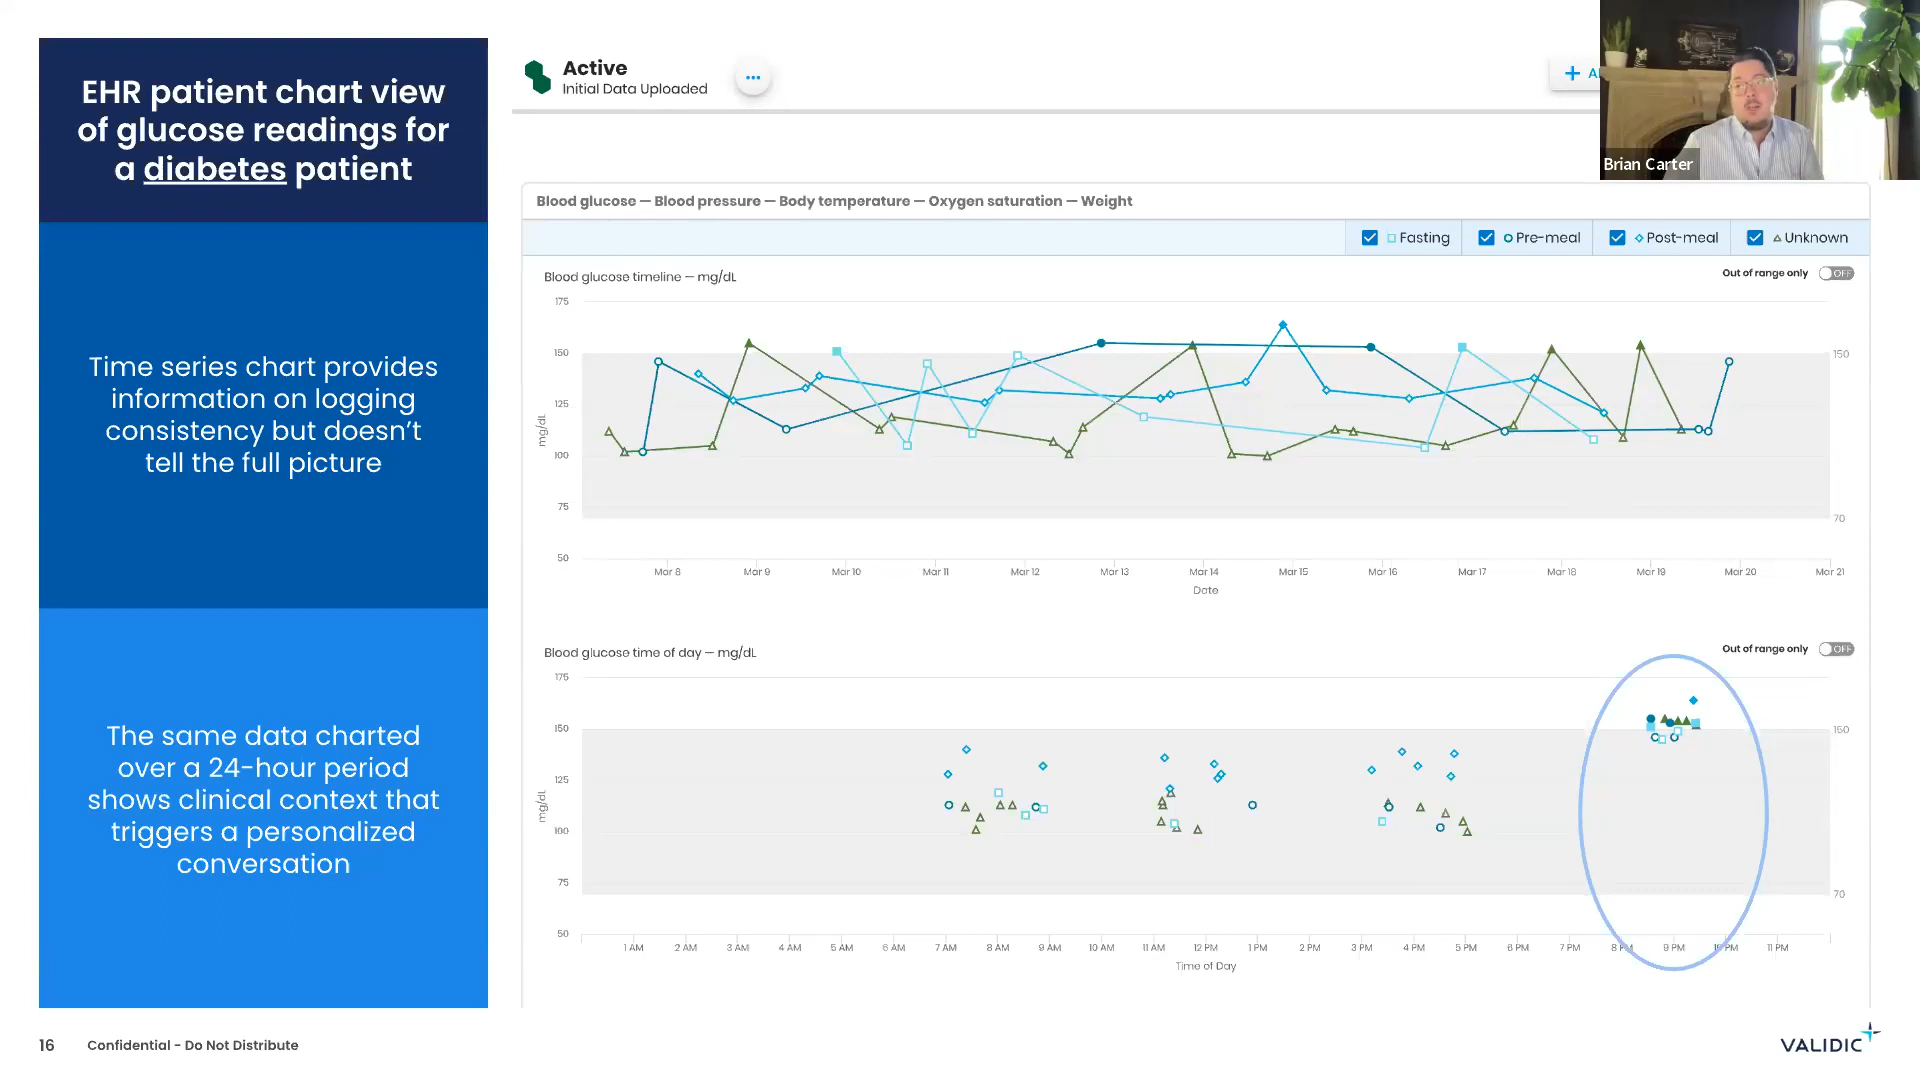 EHR patient chart view
of glucose readings for
a diabetes patient
Time series chart provides
information on logging
consistency but doesn't
tell the full picture
The same data charted
over a 24-hour period
shows clinical context that
triggers a personalized
conversation
Active
Initial Data Uploaded
Brian Carter
Blood glucose — Blood pressure — Body temperature — Oxygen saturation — Weight
Fasting Pre-meal Post-meal Unknown
Blood glucose timeline — mg/dL
Out of range only OFF
175
150
125
100
75
50
mg/dL
150
70
Mar 8 Mar 9 Mar 10 Mar 11 Mar 12 Mar 13 Mar 14 Mar 15 Mar 16 Mar 17 Mar 18 Mar 19 Mar 20 Mar 21
Date
Blood glucose time of day — mg/dL
Out of range only OFF
175
150
125
100
75
50
mg/dL
150
70
1 AM 2 AM 3 AM 4 AM 5 AM 6 AM 7 AM 8 AM 9 AM 10 AM 11 AM 12 PM 1 PM 2 PM 3 PM 4 PM 5 PM 6 PM 7 PM 8 PM 9 PM 10 PM 11 PM
Time of Day
16 Confidential - Do Not Distribute
VALIDIC